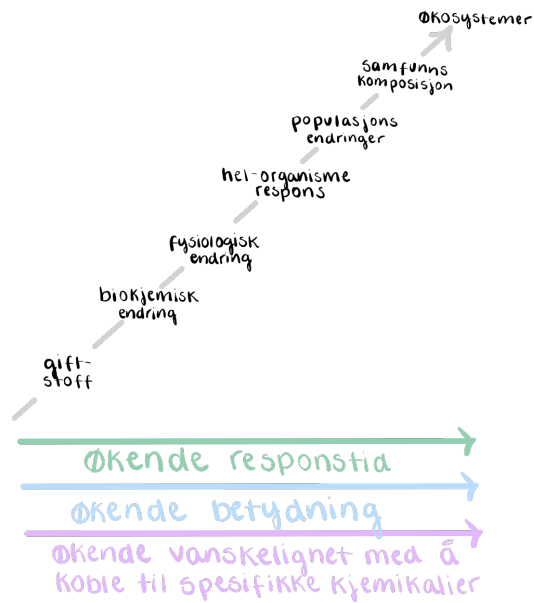 økosystemer
samfunns
komposisjon
populasjons
endringer
hel-organisme
respons
fysiologisk
endring
biokjemisk
endring
gift-
stoff
økende responstid
økende betydning
økende vanskelignet med å
koble til spesifikke kjemikalier